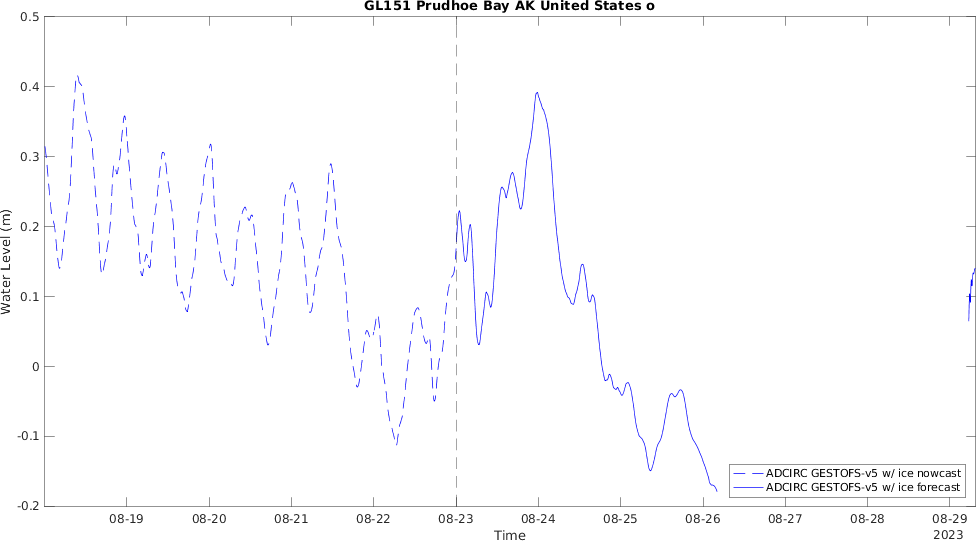 GL151 Prudhoe Bay AK United States o
0.5
0.4
0.3
0.2
0.1
0
-0.1
-0.2
Water Level (m)
ADCIRC GESTOFS-v5 w/ ice nowcast
ADCIRC GESTOFS-v5 w/ ice forecast
08-19 08-20 08-21 08-22 08-23 08-24 08-25 08-26 08-27 08-28 08-29
2023
Time